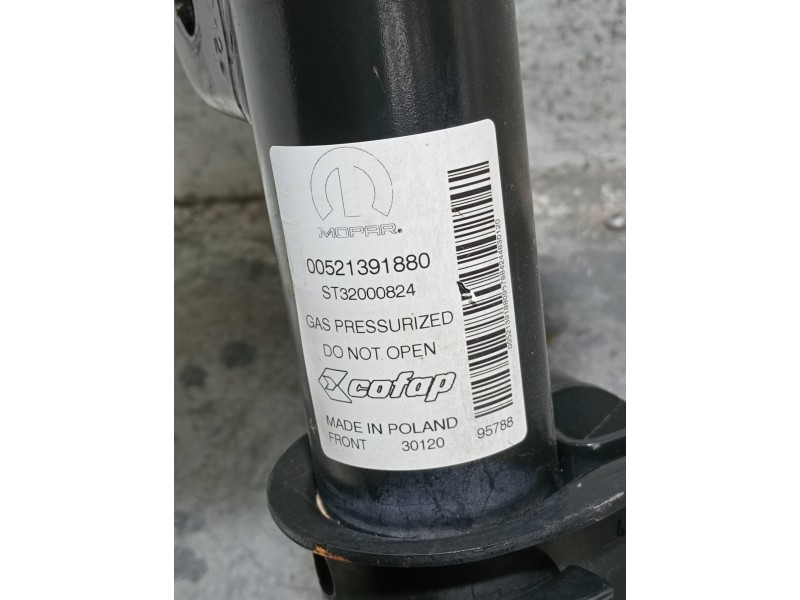 MOPAR®
00521391880
ST32000824
GAS PRESSURIZED
DO NOT OPEN
cofap
MADE IN POLAND
FRONT 30120
95788